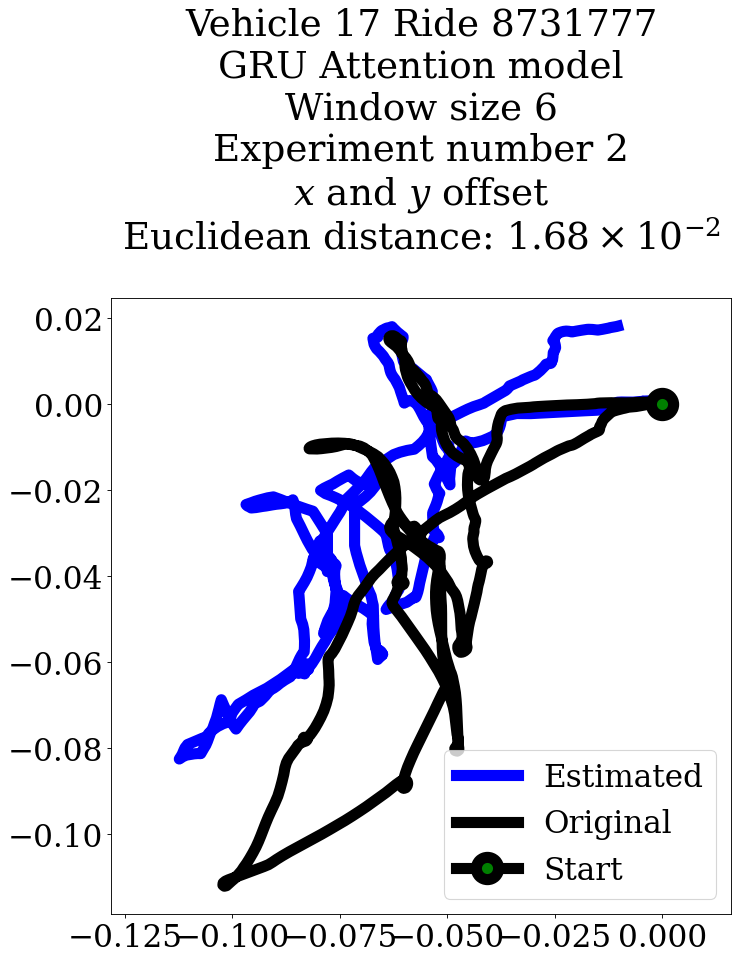 Vehicle 17 Ride 8731777
GRU Attention model
Window size 6
Experiment number 2
x and y offset
Euclidean distance: 1.68 × 10⁻²
0.02
0.00
−0.02
−0.04
−0.06
−0.08
−0.10
Estimated
Original
Start
−0.125 −0.100 −0.075 −0.050 −0.025 0.000